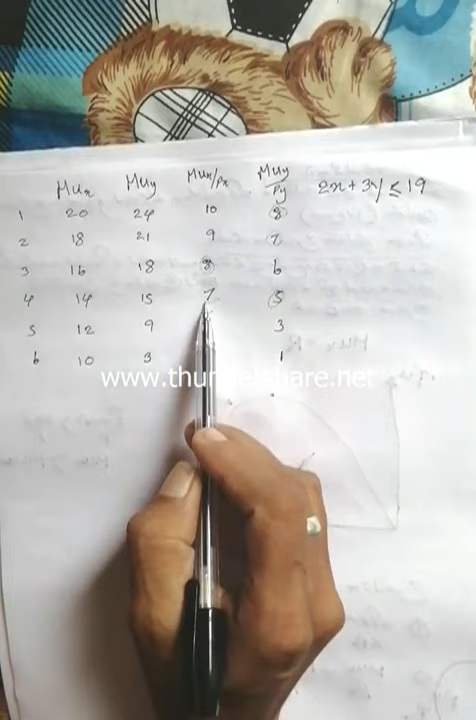 MUx MUy MUx/Px MUy/Py 2x + 3y ≤ 19
1 20 24 10 8
2 18 21 9 7
3 16 18 8 6
4 14 15 7 5
5 12 9 3
6 10 3 1
www.thundershare.net